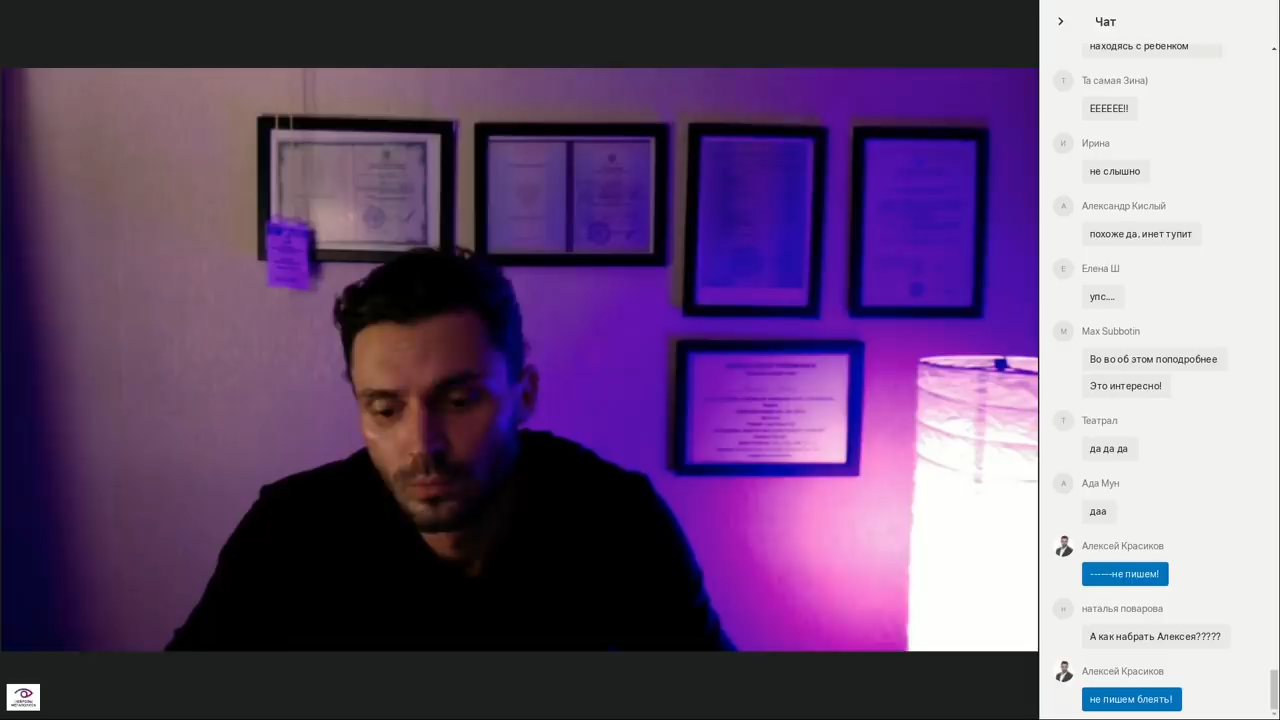 Чат
находясь с ребенком
Та самая Зина)
ЕЕЕЕЕЕ!!
Ирина
не слышно
Александр Кислый
похоже да. инет тупит
Елена Ш
упс....
Max Subbotin
Во во об этом поподробнее
Это интересно!
Театрал
да да да
Ада Мун
даа
Алексей Красиков
------не пишем!
наталья поварова
А как набрать Алексея?????
Алексей Красиков
не пишем блеять!